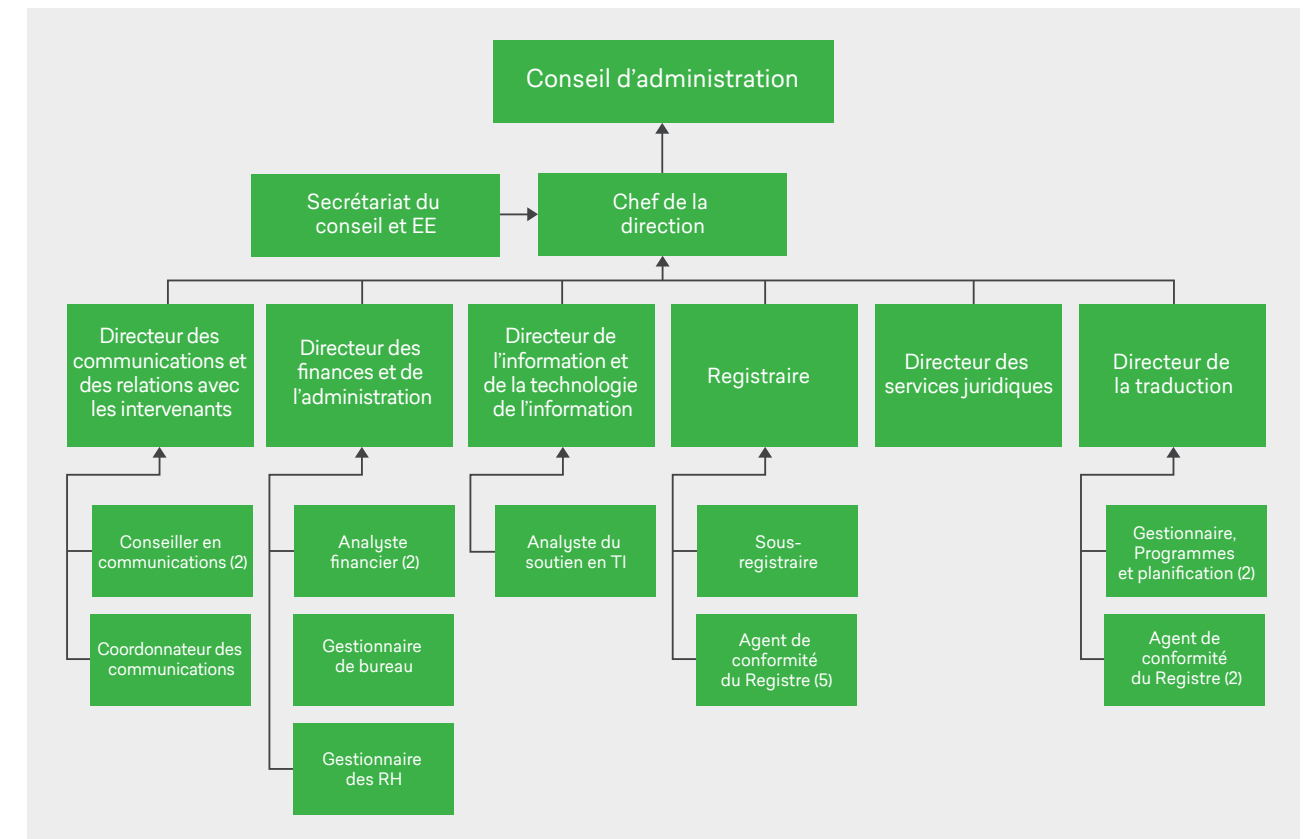 Conseil d'administration
Secrétariat du
conseil et EE
Chef de la
direction
Directeur des
communications et
des relations avec
les intervenants
Directeur des
finances et de
l'administration
Directeur de
l'information et
de la technologie
de l'information
Registraire
Directeur des
services juridiques
Directeur de
la traduction
Conseiller en
communications (2)
Analyste
financier (2)
Analyste du
soutien en TI
Sous-
registraire
Gestionnaire,
Programmes
et planification (2)
Coordonnateur des
communications
Gestionnaire
de bureau
Agent de
conformité
du Registre (5)
Agent de
conformité
du Registre (2)
Gestionnaire
des RH